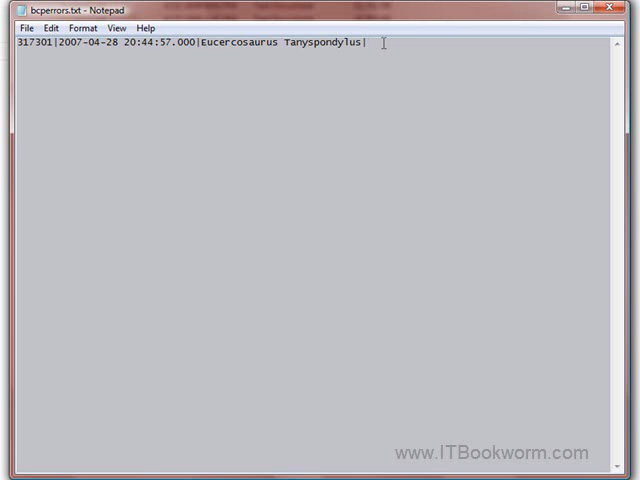 bcperrors.txt - Notepad
File Edit Format View Help
317301|2007-04-28 20:44:57.000|Eucercosaurus Tanyspondylus|
www.ITBookworm.com